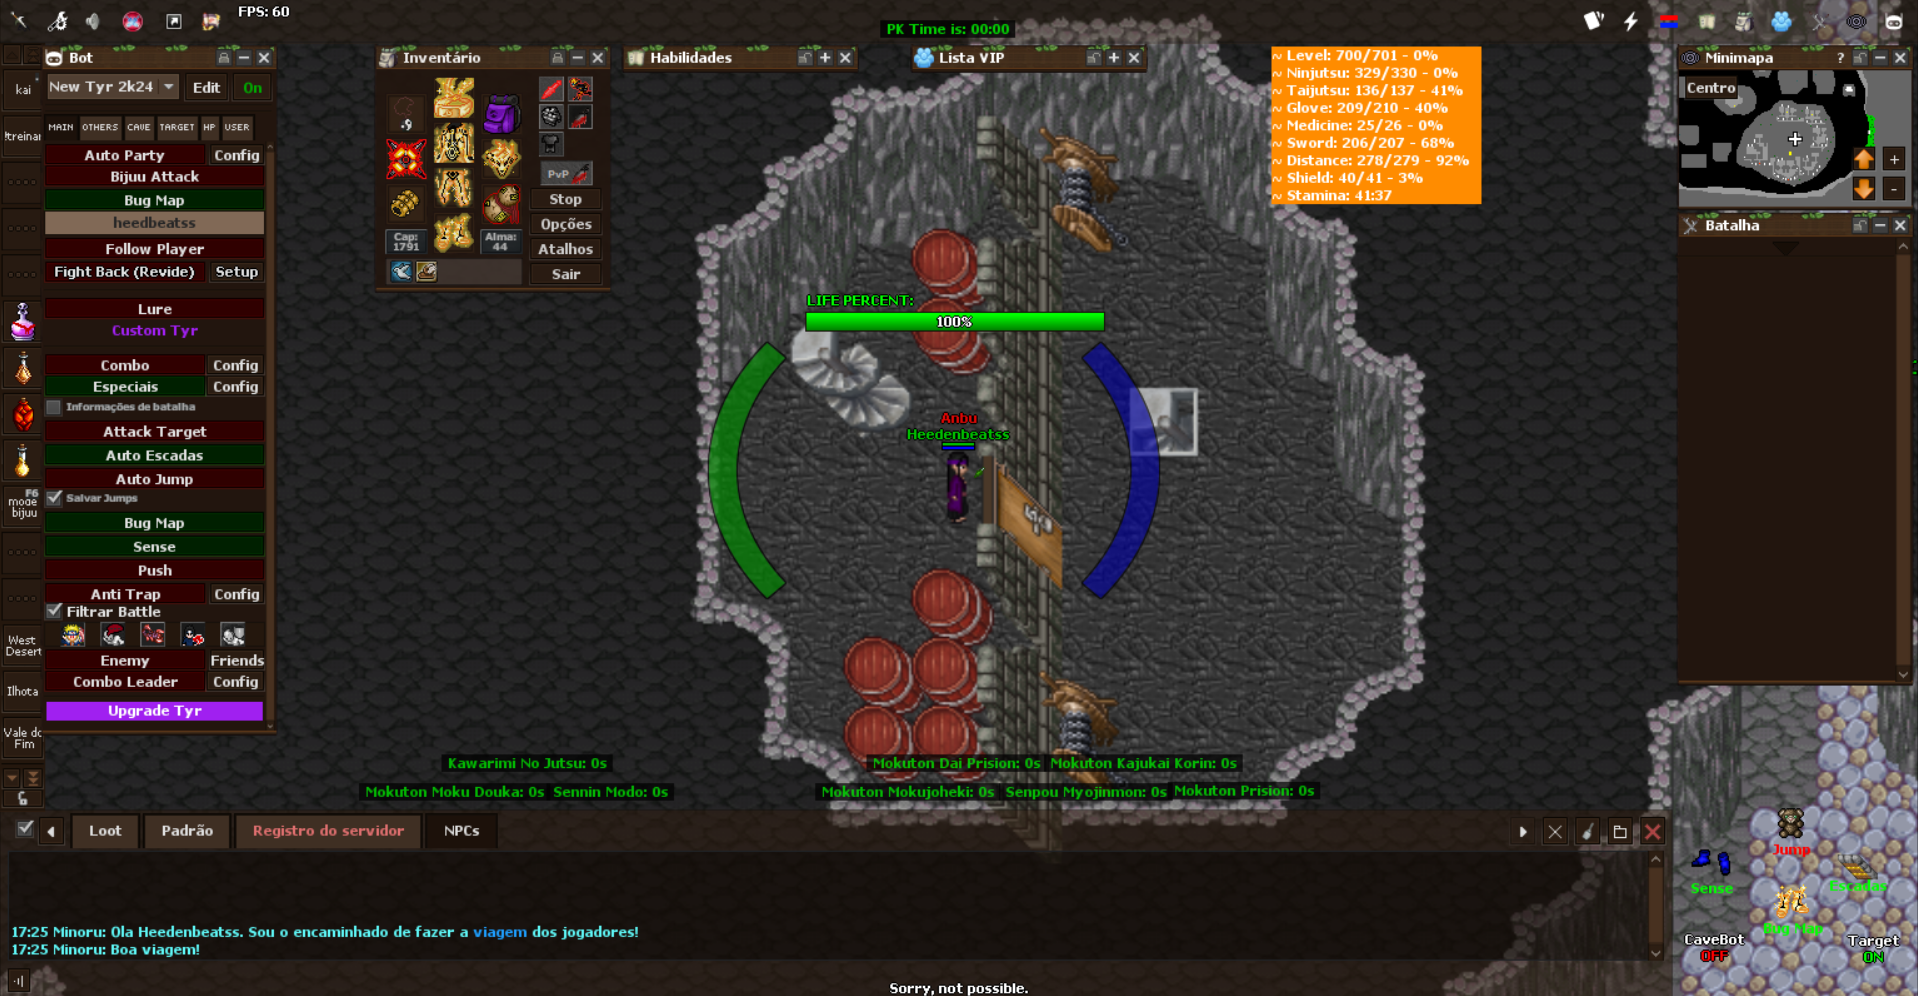 FPS: 60
PK Time is: 00:00
Bot
New Tyr 2k24
Edit
On
MAIN
OTHERS
CAVE
TARGET
HP
USER
Auto Party
Config
Bijuu Attack
Bug Map
heedbeatss
Follow Player
Fight Back (Revide)
Setup
Lure
Custom Tyr
Combo
Config
Especiais
Config
Informações de batalha
Attack Target
Auto Escadas
Auto Jump
Salvar Jumps
Bug Map
Sense
Push
Anti Trap
Config
Filtrar Battle
Enemy
Friends
Combo Leader
Config
Upgrade Tyr
kai
!treinar
F6
mode
bijuu
West
Desert
Ilhota
Vale do
Fim
Inventário
.9
PvP
Stop
Opções
Atalhos
Sair
Cap:
1791
Alma:
44
Habilidades
Lista VIP
~ Level: 700/701 - 0%
~ Ninjutsu: 329/330 - 0%
~ Taijutsu: 136/137 - 41%
~ Glove: 209/210 - 40%
~ Medicine: 25/26 - 0%
~ Sword: 206/207 - 68%
~ Distance: 278/279 - 92%
~ Shield: 40/41 - 3%
~ Stamina: 41:37
Minimapa
?
Centro
+
-
Batalha
LIFE PERCENT:
100%
Anbu
Heedenbeatss
Kawarimi No Jutsu: 0s
Mokuton Dai Prision: 0s
Mokuton Kajukai Korin: 0s
Mokuton Moku Douka: 0s
Sennin Modo: 0s
Mokuton Mokujoheki: 0s
Senpou Myojinmon: 0s
Mokuton Prision: 0s
Loot
Padrão
Registro do servidor
NPCs
17:25 Minoru: Ola Heedenbeatss. Sou o encaminhado de fazer a viagem dos jogadores!
17:25 Minoru: Boa viagem!
Sorry, not possible.
Jump
Sense
Escadas
Bug Map
CaveBot
OFF
Target
ON